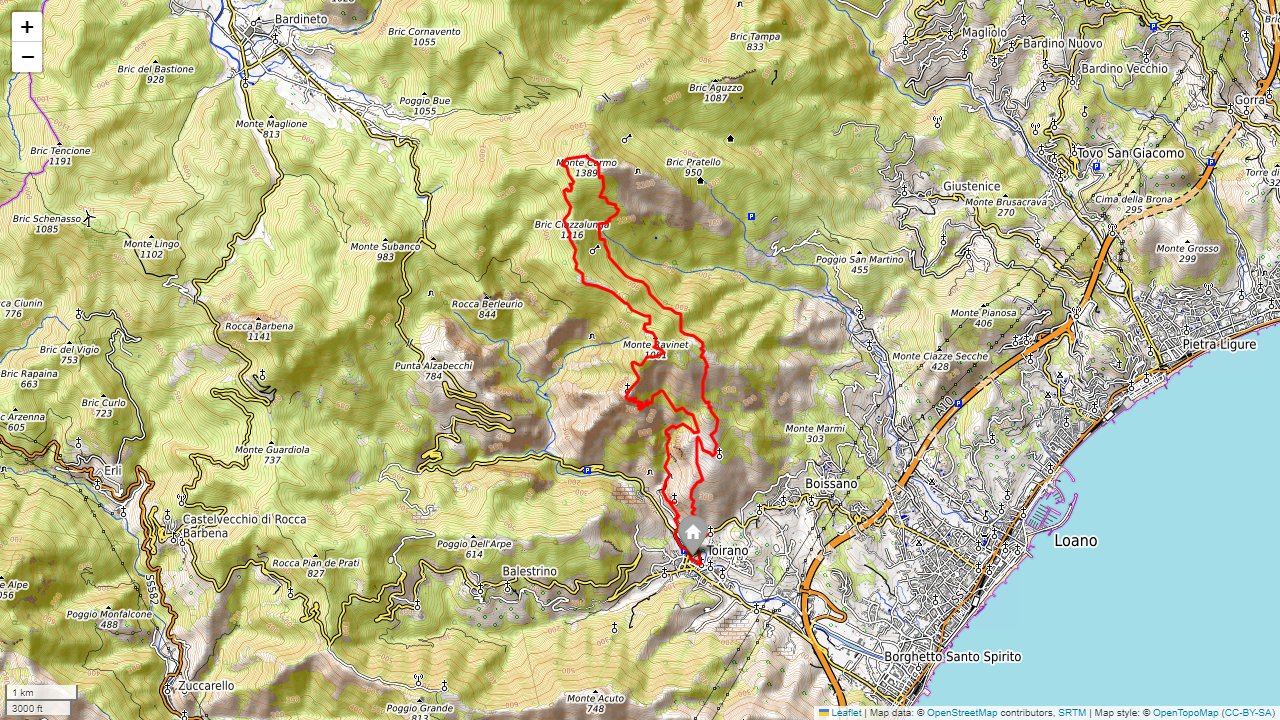 +
−
Bardineto
Bric Cornavento
1055
Bric Tampa
833
Magliolo
Bardino Nuovo
Bardino Vecchio
Bric del Bastione
928
Bric Aguzzo
1087
Poggio Bue
1055
Gorra
Monte Maglione
813
Bric Tencione
1191
Monte Carmo
1389
Bric Pratello
950
Tovo San Giacomo
Giustenice
Monte Brusacrava
270
Cima della Brona
295
Torre di
Bric Schenasso
1085
Bric Ciazzalunga
1216
Monte Lingo
1102
Monte Subanco
983
Poggio San Martino
455
Monte Grosso
299
Rocca Berleurio
844
ca Ciunin
776
Monte Pianosa
406
Rocca Barbena
1141
Bric del Vigio
753
Monte Ravinet
1061
Pietra Ligure
Monte Ciazze Secche
428
Punta Alzabecchi
784
Bric Rapaina
663
Bric Curlo
723
A10
c Arzenna
605
Monte Marmi
303
Monte Guardiola
737
Erli
Boissano
Castelvecchio di Rocca
Barbena
Loano
Poggio Dell'Arpe
614
Toirano
Rocca Pian de Prati
827
Balestrino
e Alpe
056
SS582
Poggio Monfalcone
488
Borghetto Santo Spirito
Zuccarello
Monte Acuto
748
Poggio Grande
813
1 km
3000 ft
Leaflet | Map data: © OpenStreetMap contributors, SRTM | Map style: © OpenTopoMap (CC-BY-SA)